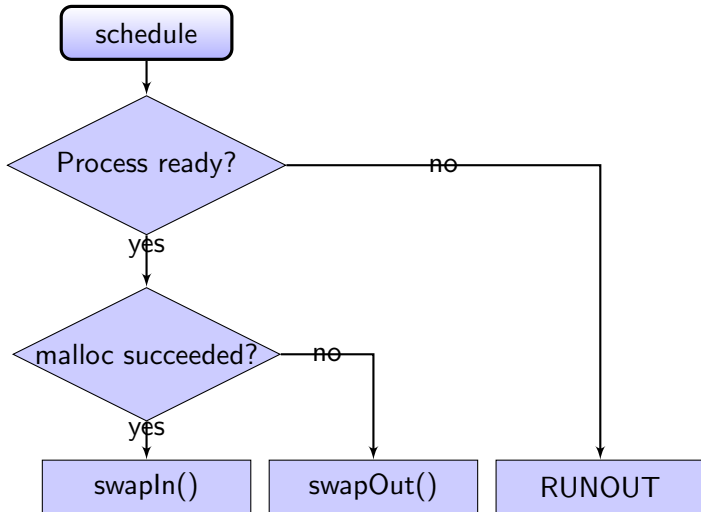 schedule
Process ready?
no
yes
malloc succeeded?
no
yes
swapIn()
swapOut()
RUNOUT